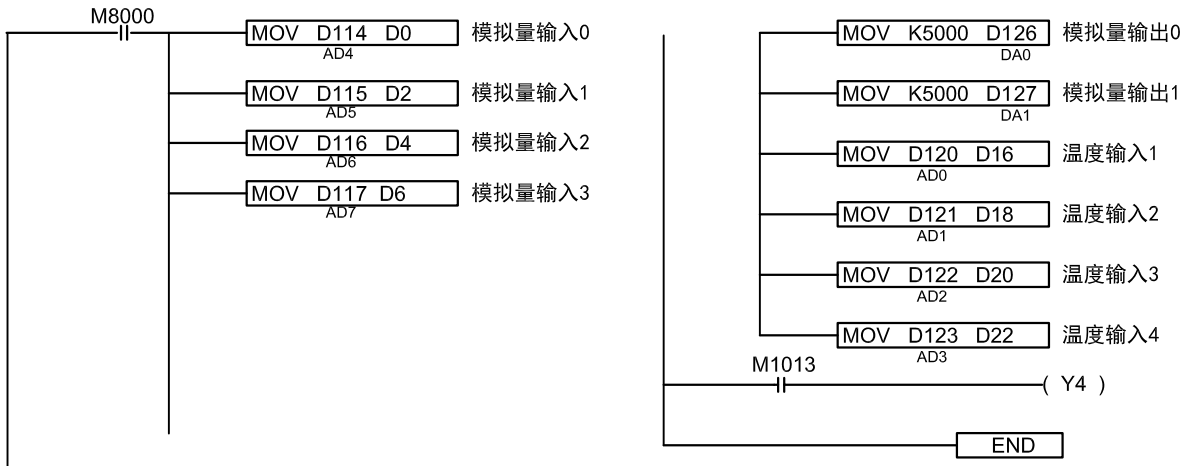 M8000
MOV D114 D0 模拟量输入0
AD4
MOV D115 D2 模拟量输入1
AD5
MOV D116 D4 模拟量输入2
AD6
MOV D117 D6 模拟量输入3
AD7
MOV K5000 D126 模拟量输出0
DA0
MOV K5000 D127 模拟量输出1
DA1
MOV D120 D16 温度输入1
AD0
MOV D121 D18 温度输入2
AD1
MOV D122 D20 温度输入3
AD2
MOV D123 D22 温度输入4
AD3
M1013
( Y4 )
END